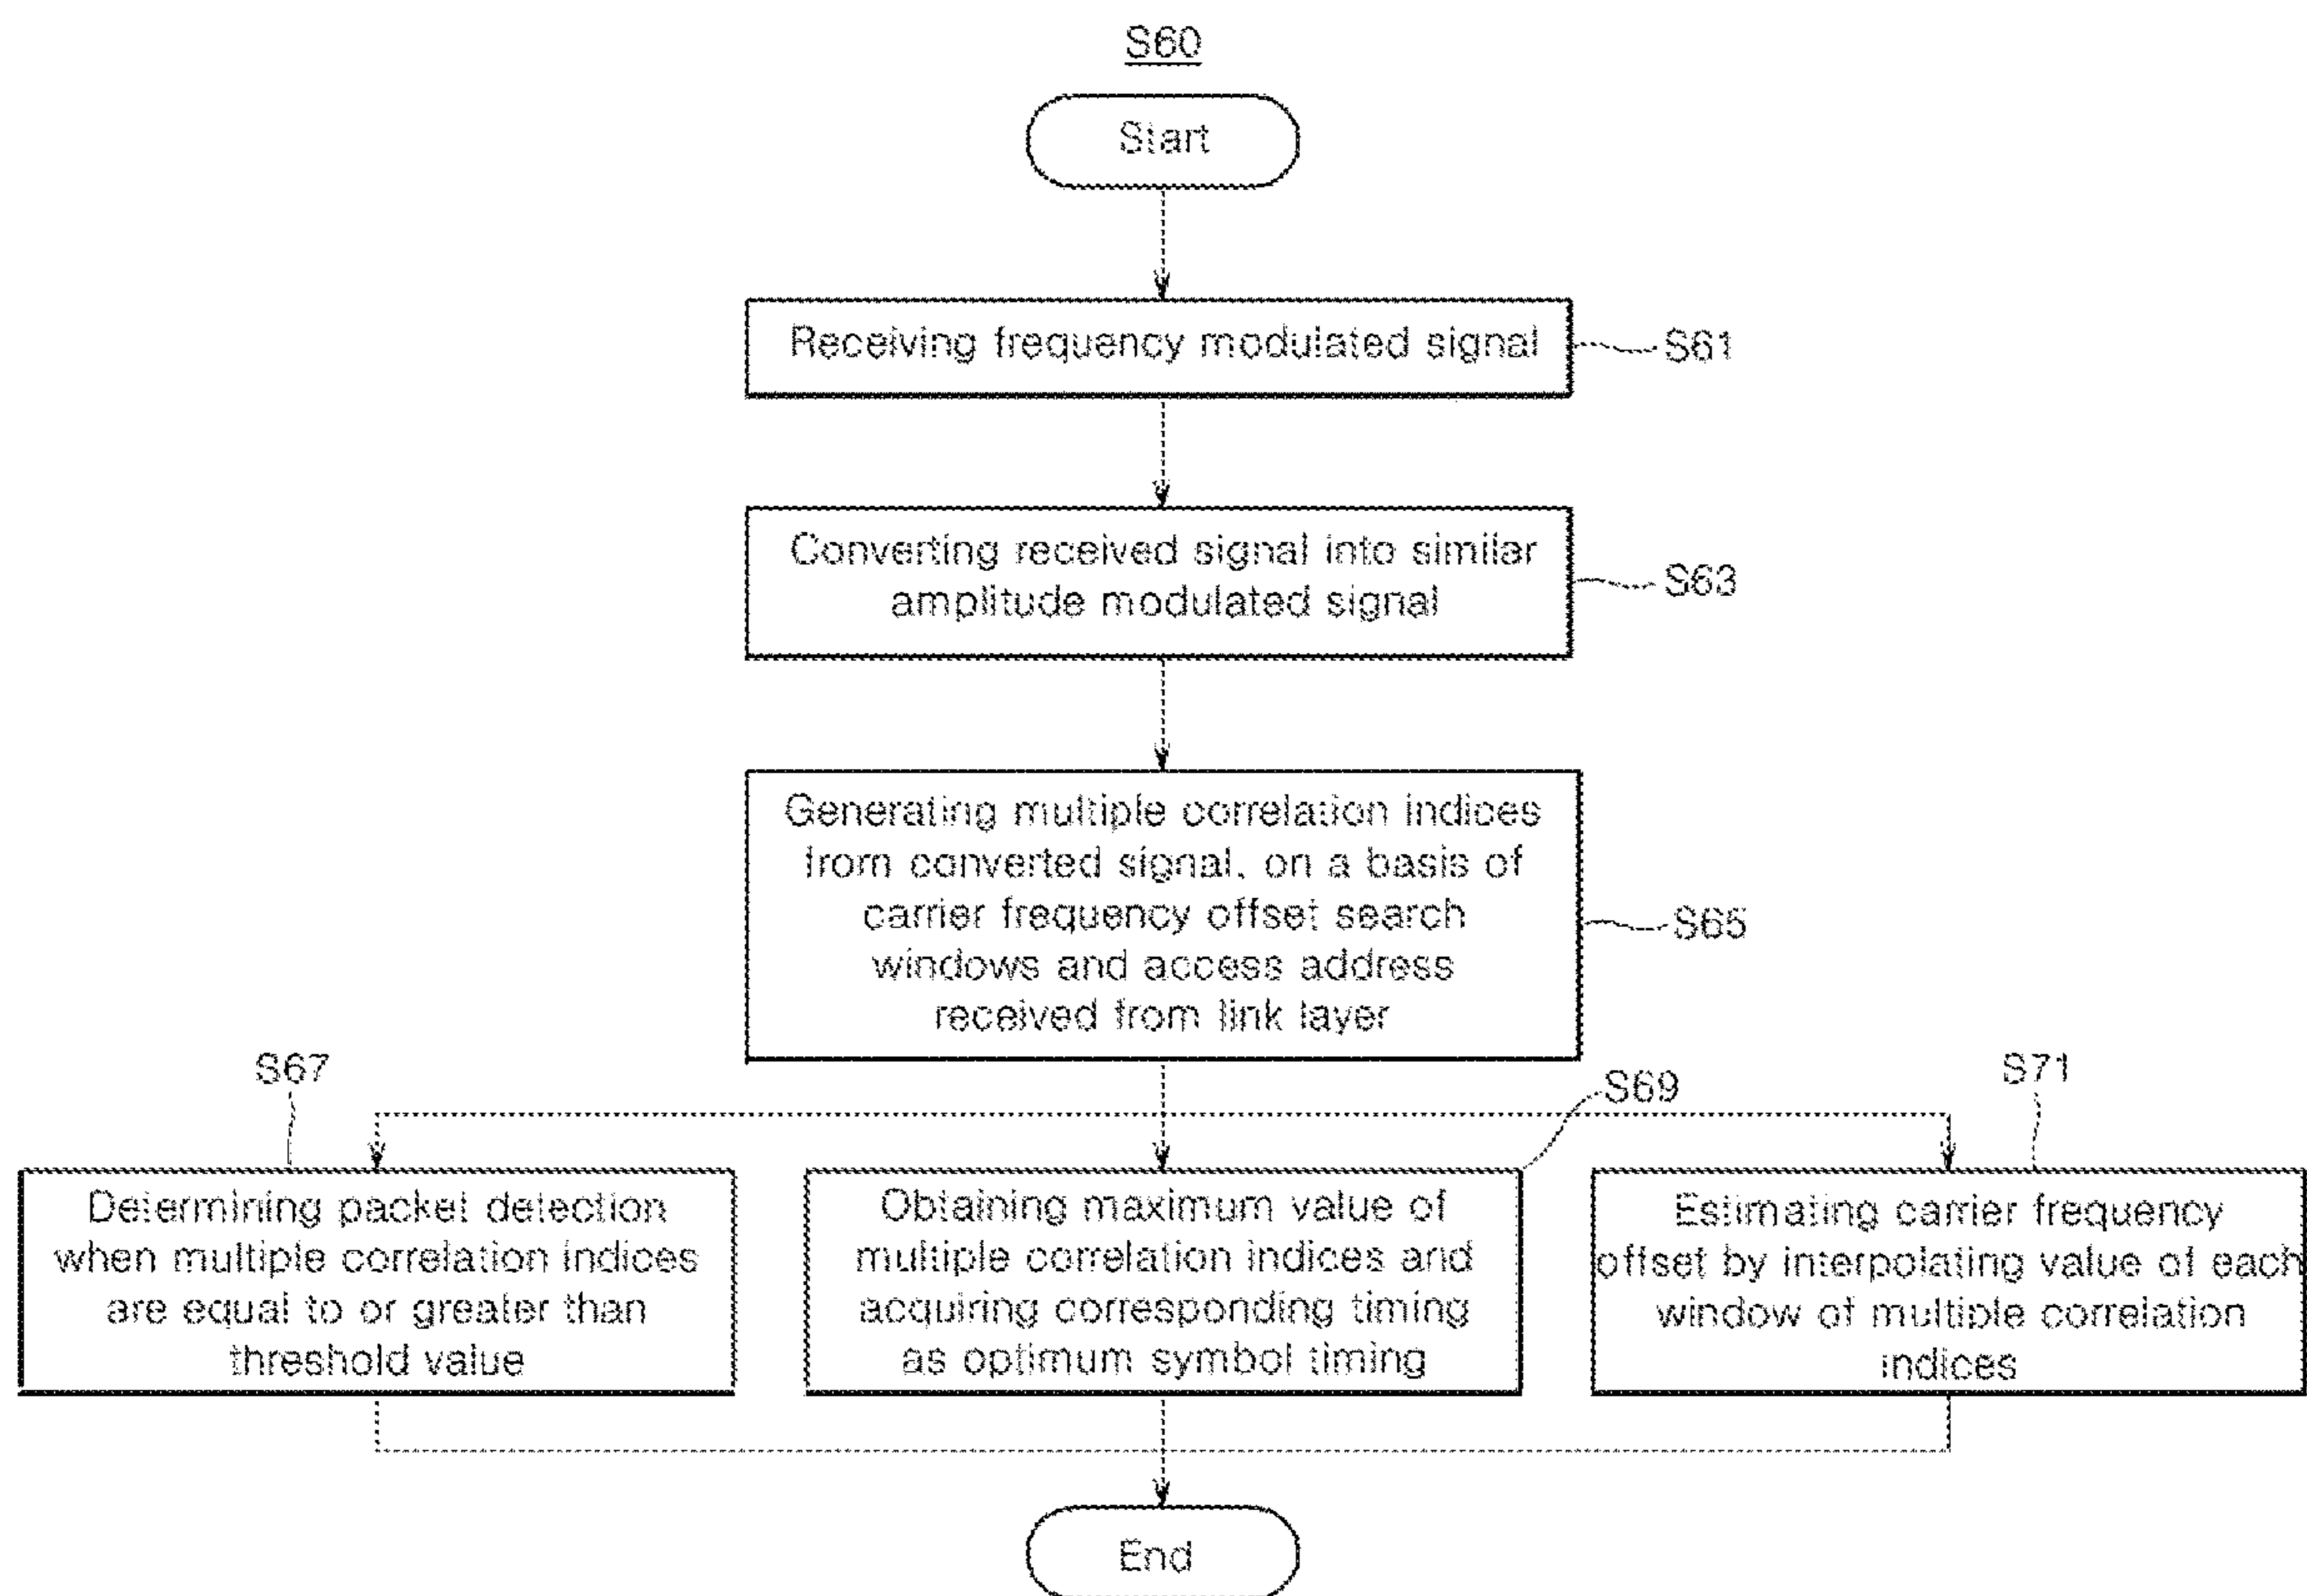 S60
Start
Receiving frequency modulated signal
S61
Converting received signal into similar
amplitude modulated signal
S63
Generating multiple correlation indices
from converted signal, on a basis of
carrier frequency offset search
windows and access address
received from link layer
S65
S67
Determining packet detection
when multiple correlation indices
are equal to or greater than
threshold value
S69
Obtaining maximum value of
multiple correlation indices and
acquiring corresponding timing
as optimum symbol timing
S71
Estimating carrier frequency
offset by interpolating value of each
window of multiple correlation
indices
End